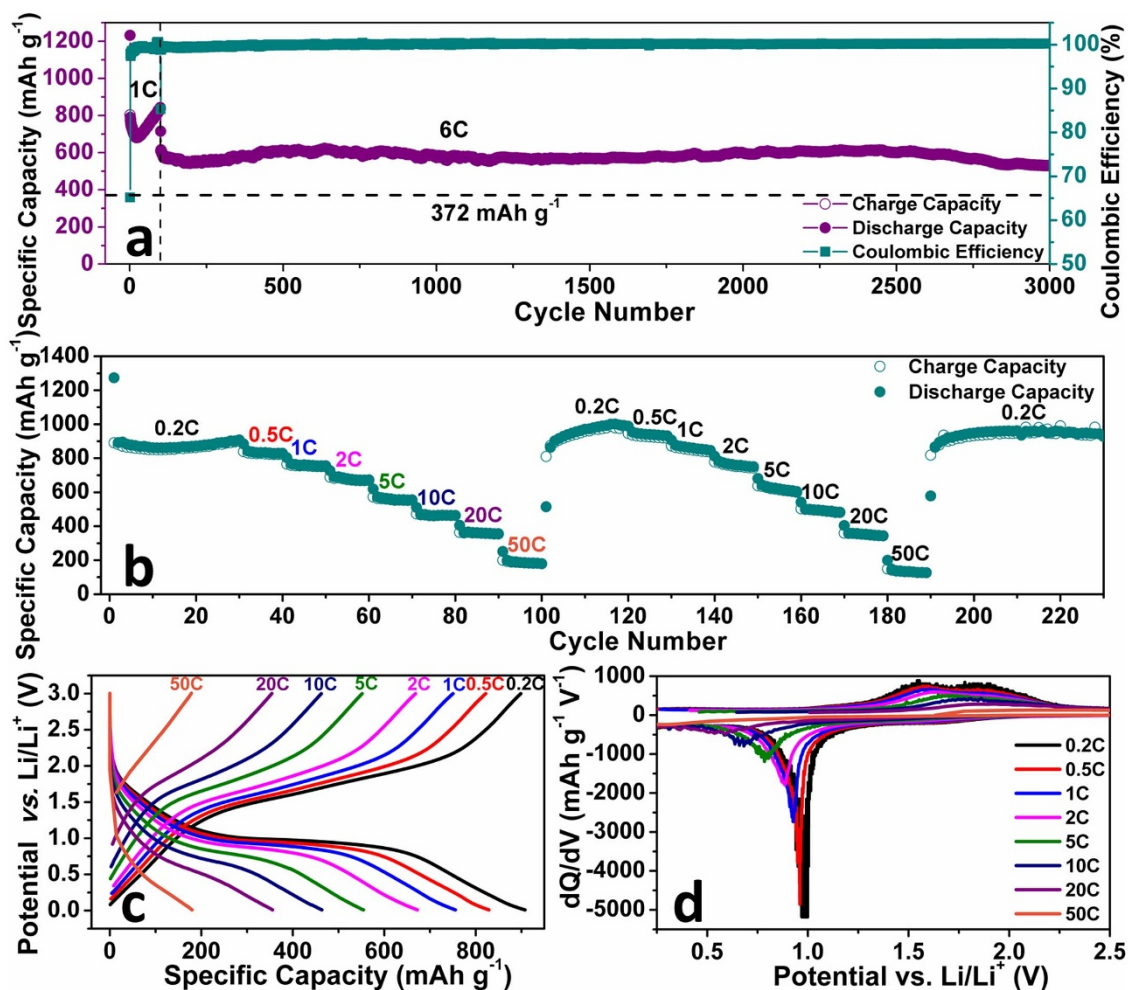 a
Specific Capacity (mAh g⁻¹)
1200
1000
800
600
400
200
0
1C
6C
372 mAh g⁻¹
Charge Capacity
Discharge Capacity
Coulombic Efficiency
100
90
80
70
60
50
Coulombic Efficiency (%)
0 500 1000 1500 2000 2500 3000
Cycle Number
b
Specific Capacity (mAh g⁻¹)
1400
1200
1000
800
600
400
200
0
Charge Capacity
Discharge Capacity
0.2C 0.5C 1C 2C 5C 10C 20C 50C
0.2C 0.5C 1C 2C 5C 10C 20C 50C 0.2C
0 20 40 60 80 100 120 140 160 180 200 220
Cycle Number
c
Potential vs. Li/Li⁺ (V)
3.0
2.5
2.0
1.5
1.0
0.5
0.0
50C 20C 10C 5C 2C 1C 0.5C 0.2C
0 200 400 600 800
Specific Capacity (mAh g⁻¹)
d
dQ/dV (mAh g⁻¹ V⁻¹)
1000
0
-1000
-2000
-3000
-4000
-5000
0.2C
0.5C
1C
2C
5C
10C
20C
50C
0.5 1.0 1.5 2.0 2.5
Potential vs. Li/Li⁺ (V)